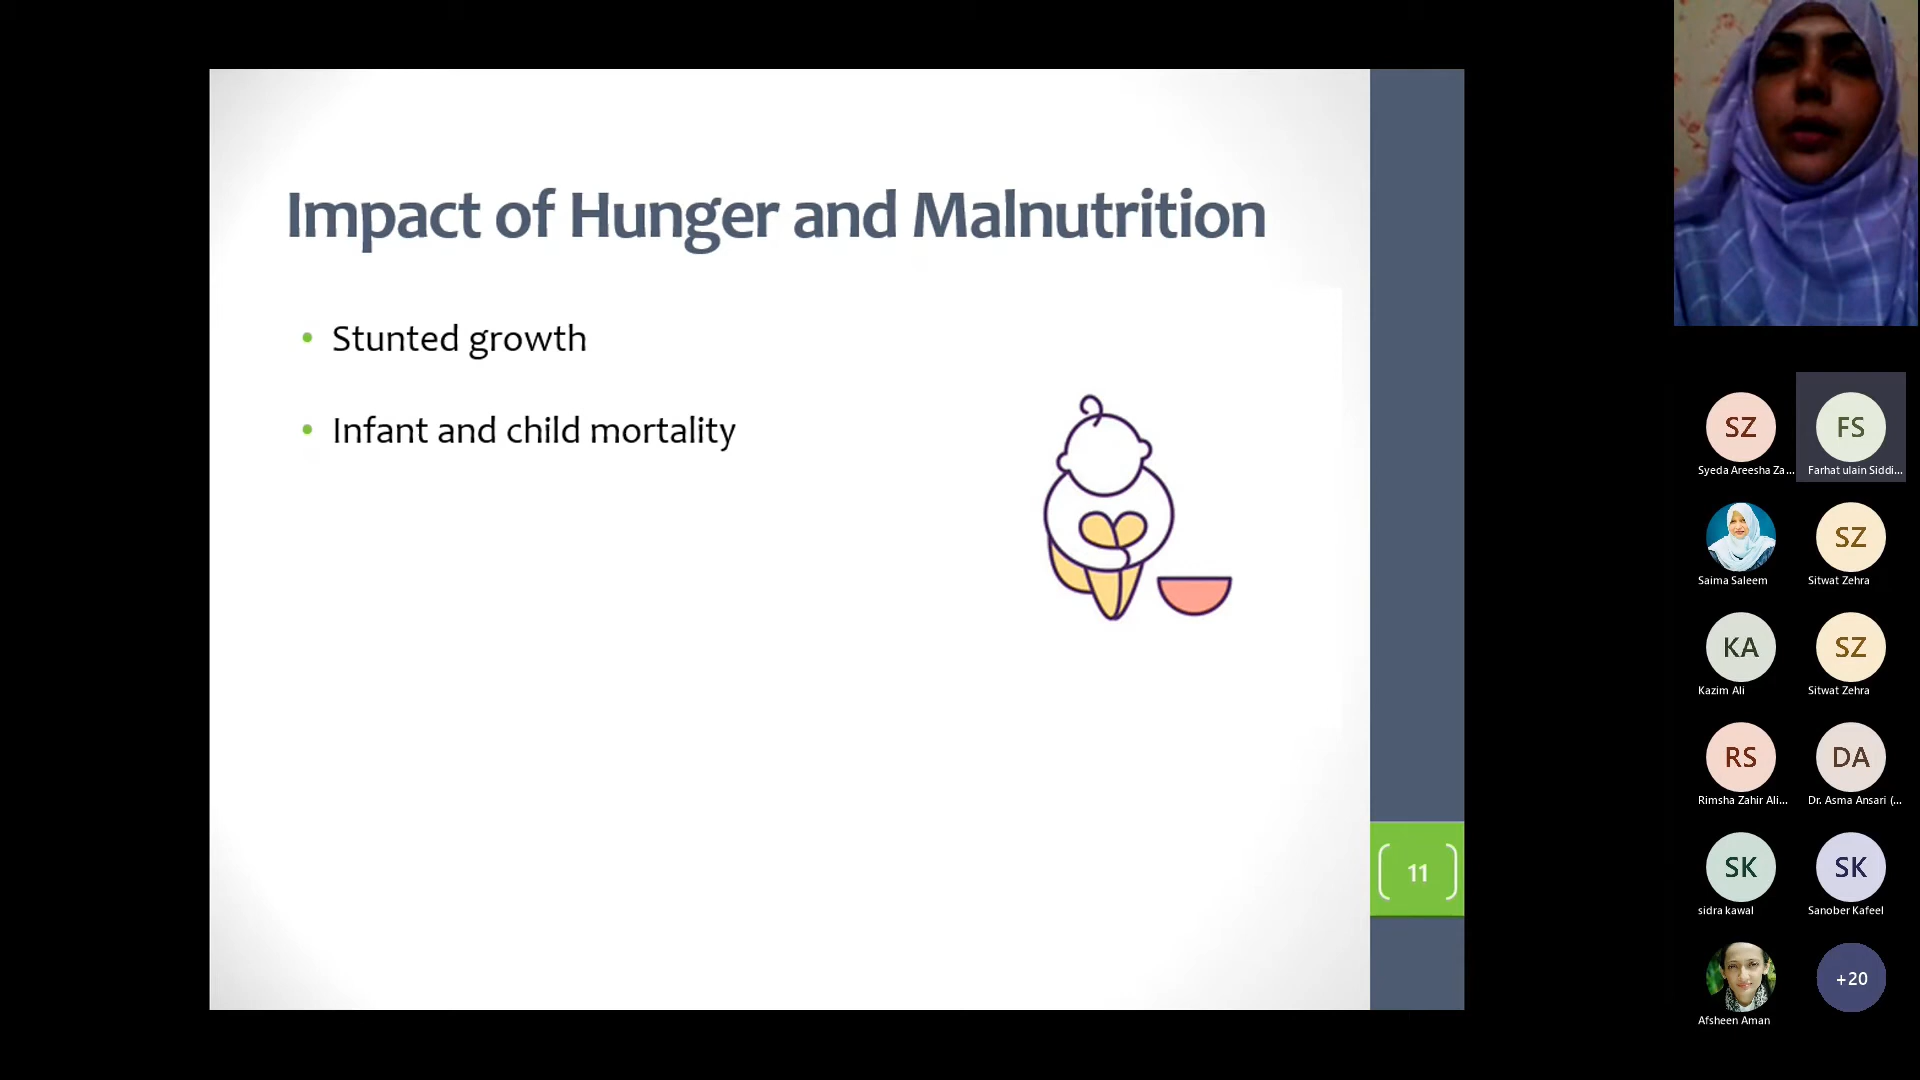 Impact of Hunger and Malnutrition
• Stunted growth
• Infant and child mortality
11
SZ
Syeda Areesha Za...
FS
Farhat ulain Siddi...
Saima Saleem
SZ
Sitwat Zehra
KA
Kazim Ali
SZ
Sitwat Zehra
RS
Rimsha Zahir Ali...
DA
Dr. Asma Ansari (...
SK
sidra kawal
SK
Sanober Kafeel
Afsheen Aman
+20